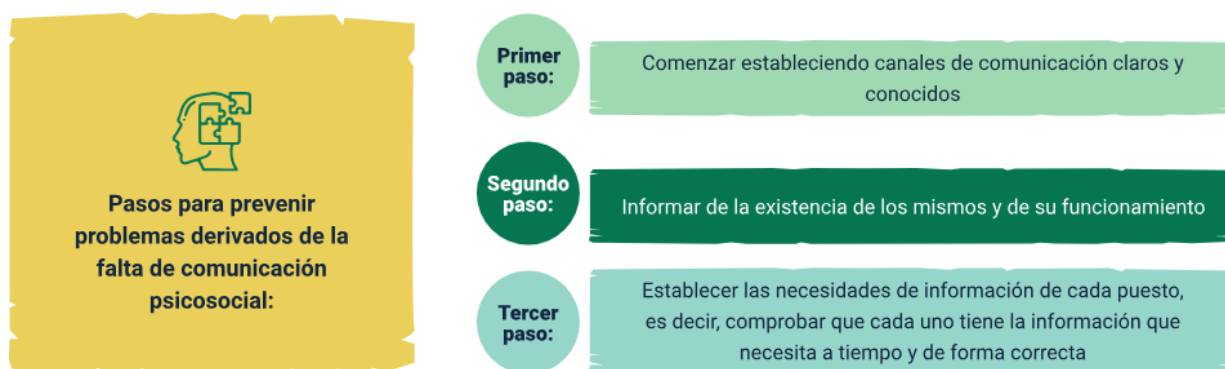 Pasos para prevenir
problemas derivados de la
falta de comunicación
psicosocial:
Primer
paso:
Comenzar estableciendo canales de comunicación claros y
conocidos
Segundo
paso:
Informar de la existencia de los mismos y de su funcionamiento
Tercer
paso:
Establecer las necesidades de información de cada puesto,
es decir, comprobar que cada uno tiene la información que
necesita a tiempo y de forma correcta